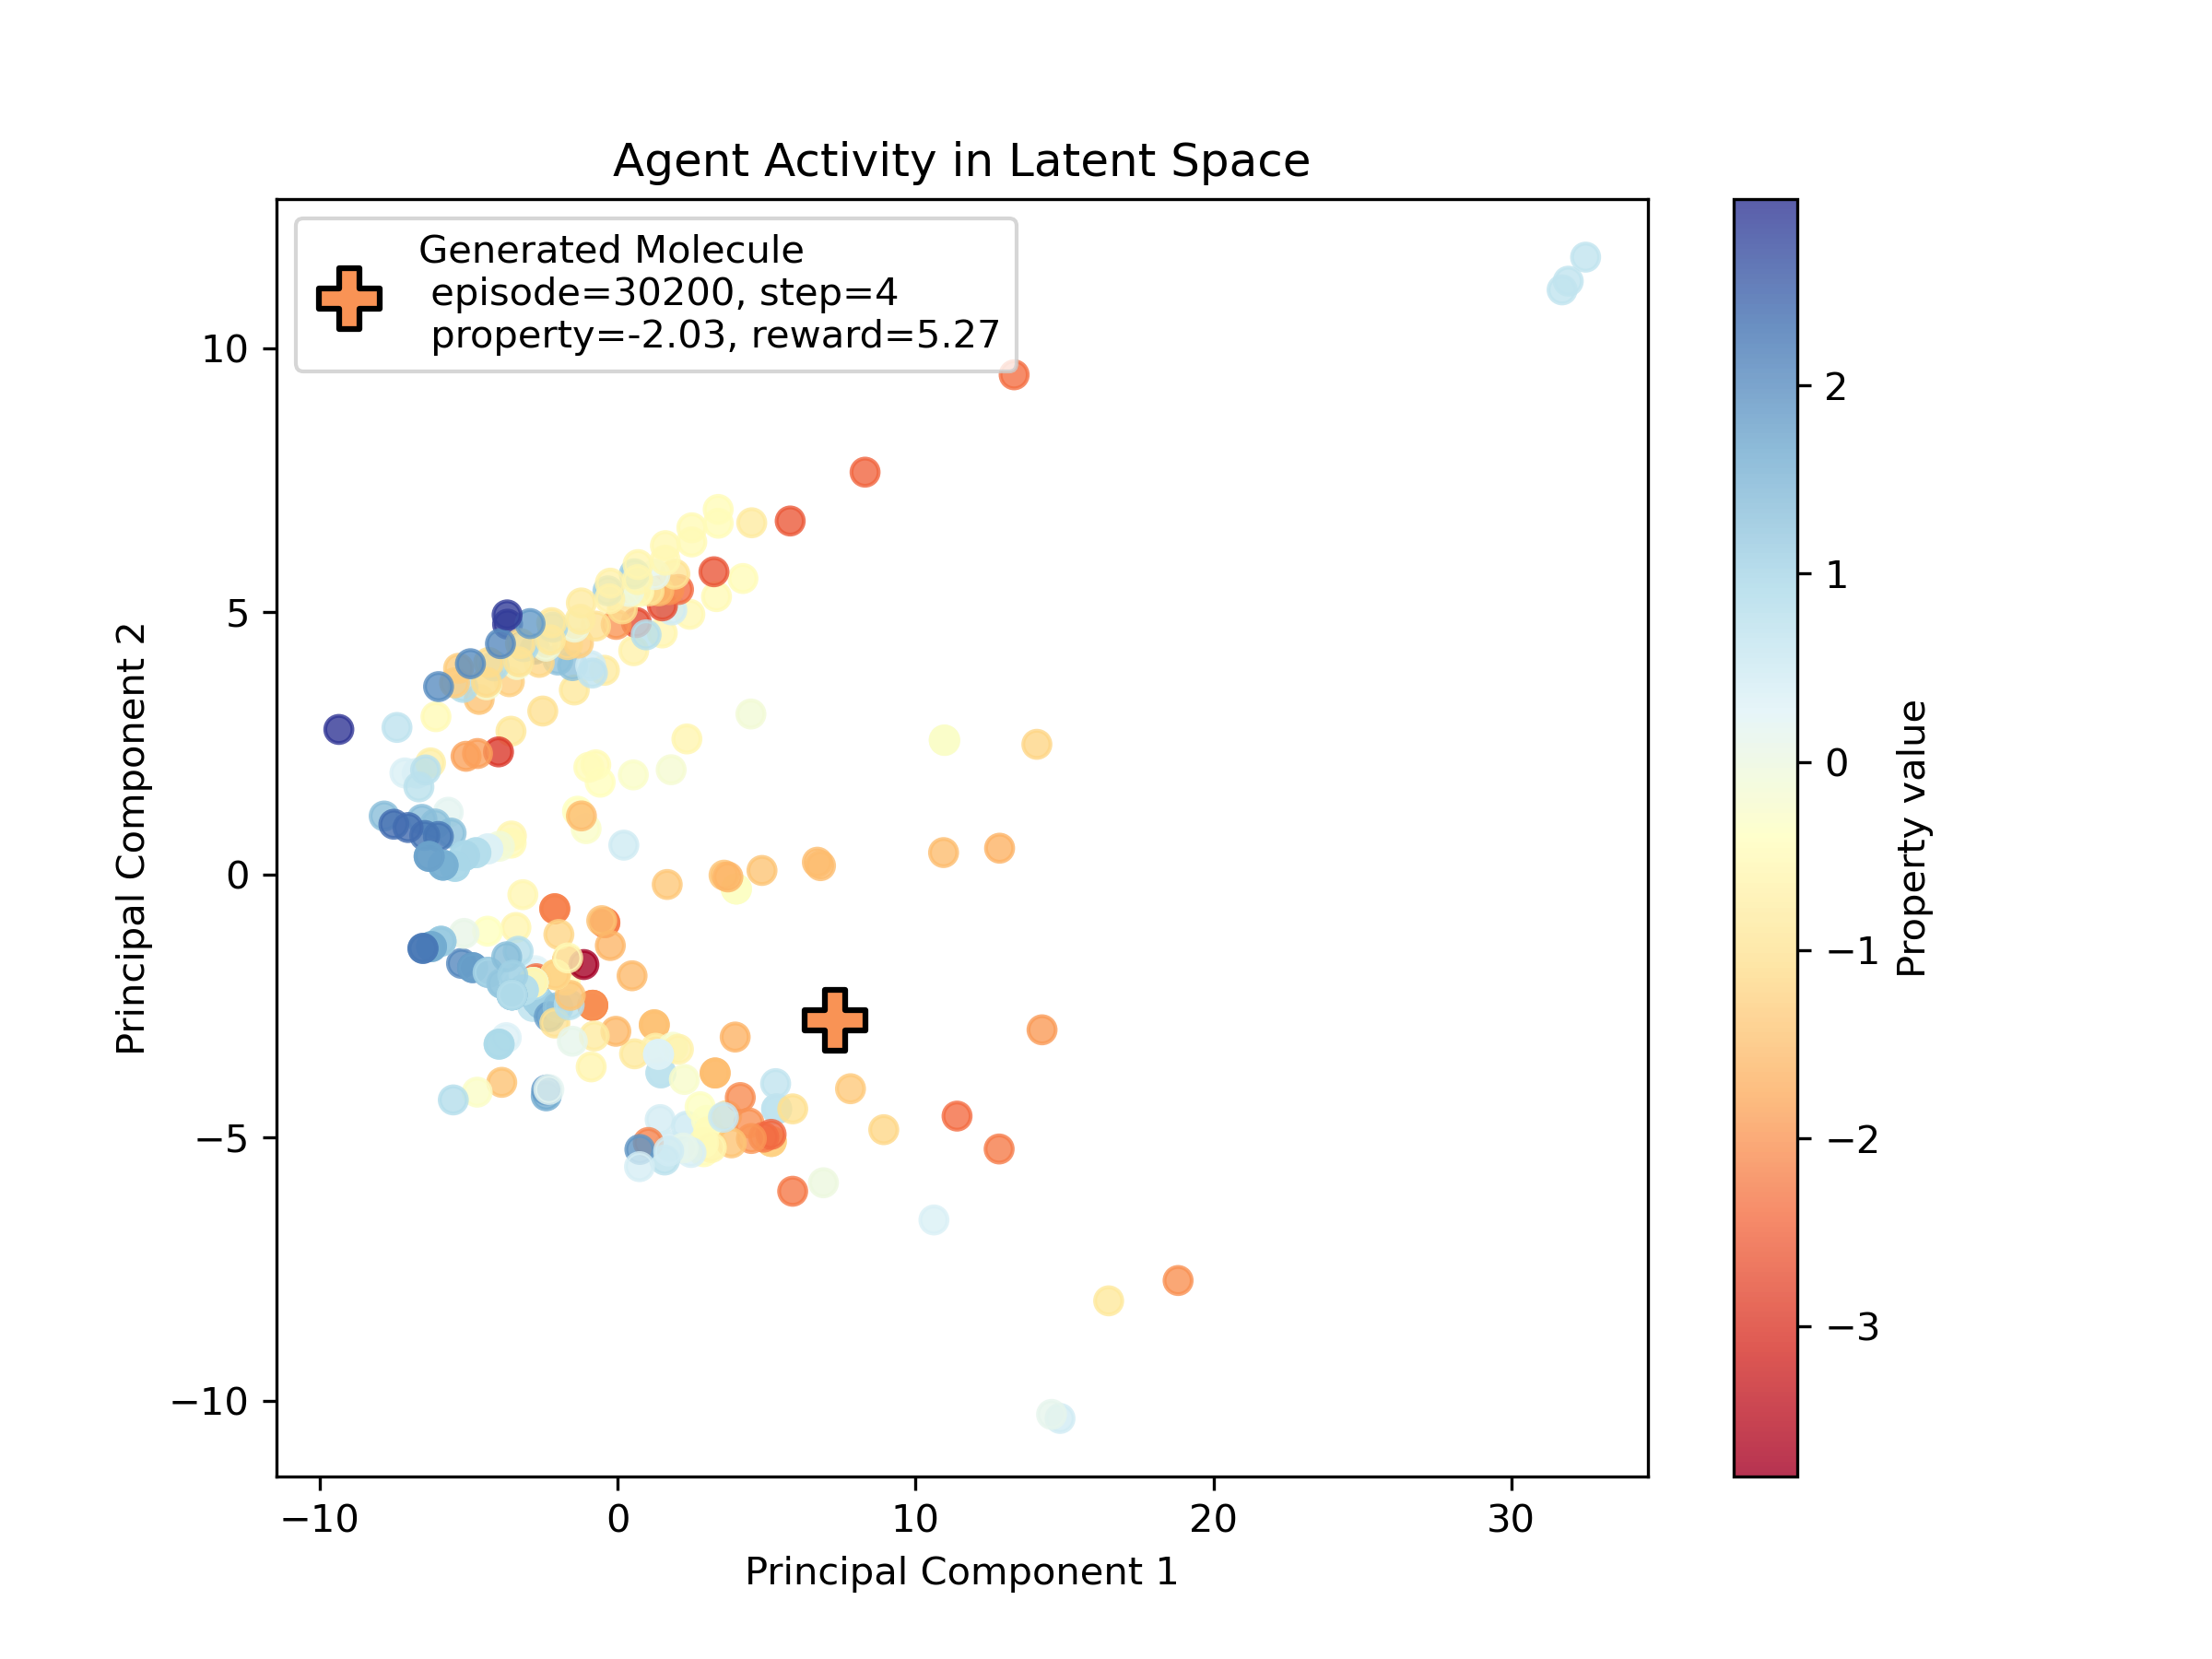 Agent Activity in Latent Space
Generated Molecule
episode=30200, step=4
property=-2.03, reward=5.27
10
5
0
−5
−10
Principal Component 2
−10
0
10
20
30
Principal Component 1
2
1
0
−1
−2
−3
Property value